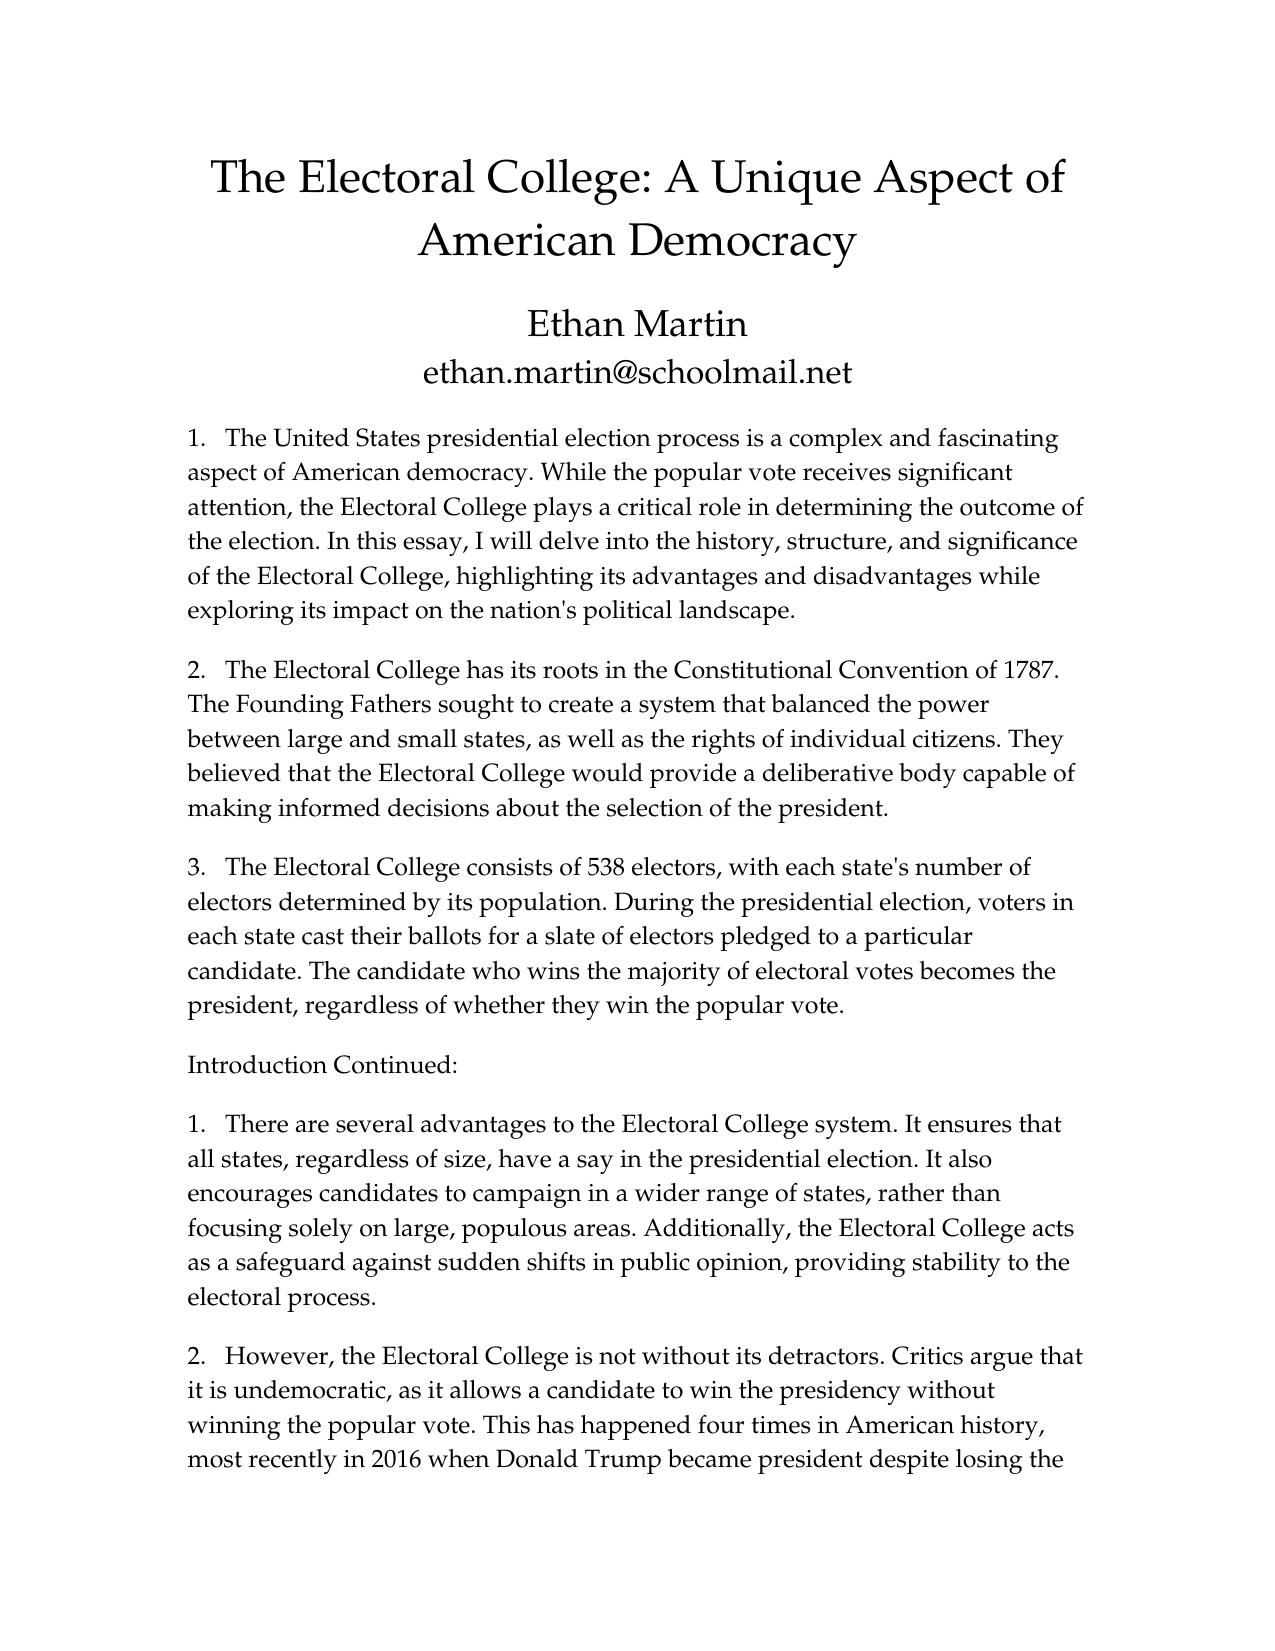 The Electoral College: A Unique Aspect of
American Democracy
Ethan Martin
ethan.martin@schoolmail.net
1. The United States presidential election process is a complex and fascinating
aspect of American democracy. While the popular vote receives significant
attention, the Electoral College plays a critical role in determining the outcome of
the election. In this essay, I will delve into the history, structure, and significance
of the Electoral College, highlighting its advantages and disadvantages while
exploring its impact on the nation's political landscape.
2. The Electoral College has its roots in the Constitutional Convention of 1787.
The Founding Fathers sought to create a system that balanced the power
between large and small states, as well as the rights of individual citizens. They
believed that the Electoral College would provide a deliberative body capable of
making informed decisions about the selection of the president.
3. The Electoral College consists of 538 electors, with each state's number of
electors determined by its population. During the presidential election, voters in
each state cast their ballots for a slate of electors pledged to a particular
candidate. The candidate who wins the majority of electoral votes becomes the
president, regardless of whether they win the popular vote.
Introduction Continued:
1. There are several advantages to the Electoral College system. It ensures that
all states, regardless of size, have a say in the presidential election. It also
encourages candidates to campaign in a wider range of states, rather than
focusing solely on large, populous areas. Additionally, the Electoral College acts
as a safeguard against sudden shifts in public opinion, providing stability to the
electoral process.
2. However, the Electoral College is not without its detractors. Critics argue that
it is undemocratic, as it allows a candidate to win the presidency without
winning the popular vote. This has happened four times in American history,
most recently in 2016 when Donald Trump became president despite losing the